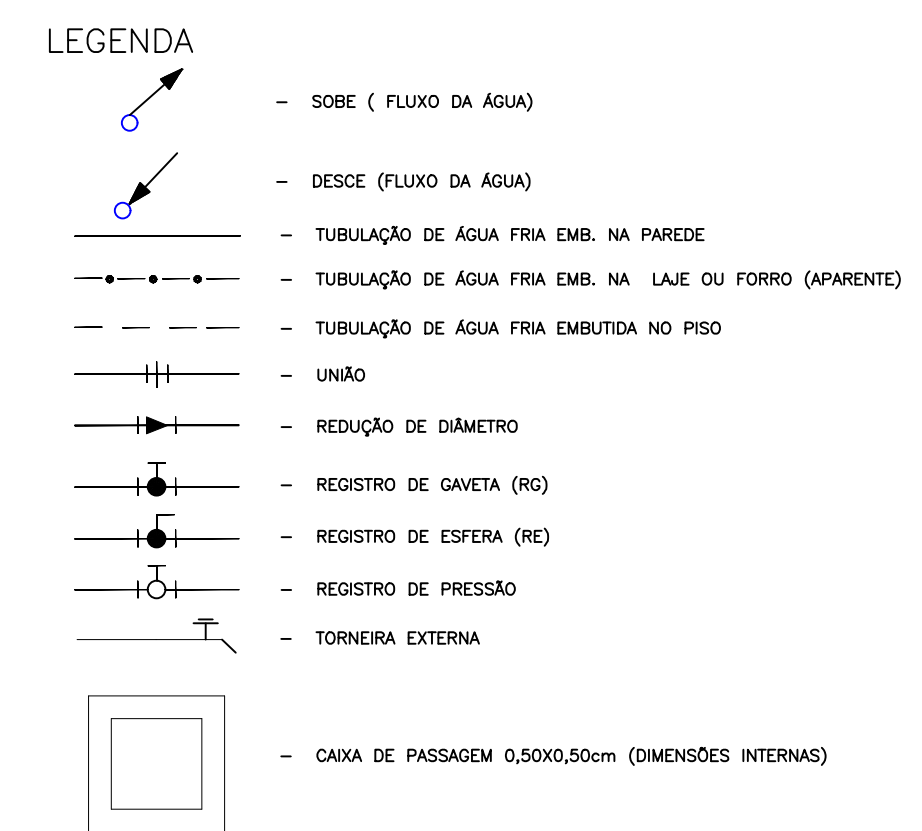 LEGENDA
- SOBE ( FLUXO DA ÁGUA)
- DESCE (FLUXO DA ÁGUA)
- TUBULAÇÃO DE ÁGUA FRIA EMB. NA PAREDE
- TUBULAÇÃO DE ÁGUA FRIA EMB. NA LAJE OU FORRO (APARENTE)
- TUBULAÇÃO DE ÁGUA FRIA EMBUTIDA NO PISO
- UNIÃO
- REDUÇÃO DE DIÂMETRO
- REGISTRO DE GAVETA (RG)
- REGISTRO DE ESFERA (RE)
- REGISTRO DE PRESSÃO
- TORNEIRA EXTERNA
- CAIXA DE PASSAGEM 0,50X0,50cm (DIMENSÕES INTERNAS)